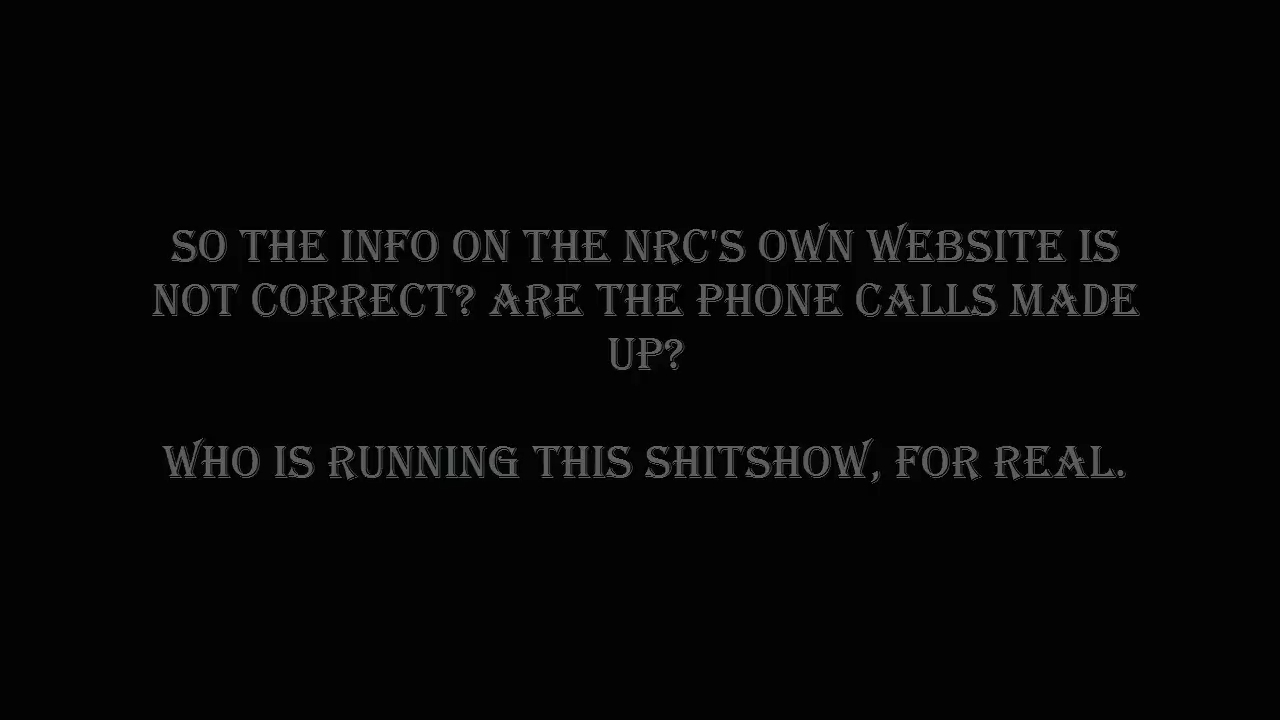 SO THE INFO ON THE NRC'S OWN WEBSITE IS
NOT CORRECT? ARE THE PHONE CALLS MADE
UP?
WHO IS RUNNING THIS SHITSHOW, FOR REAL.